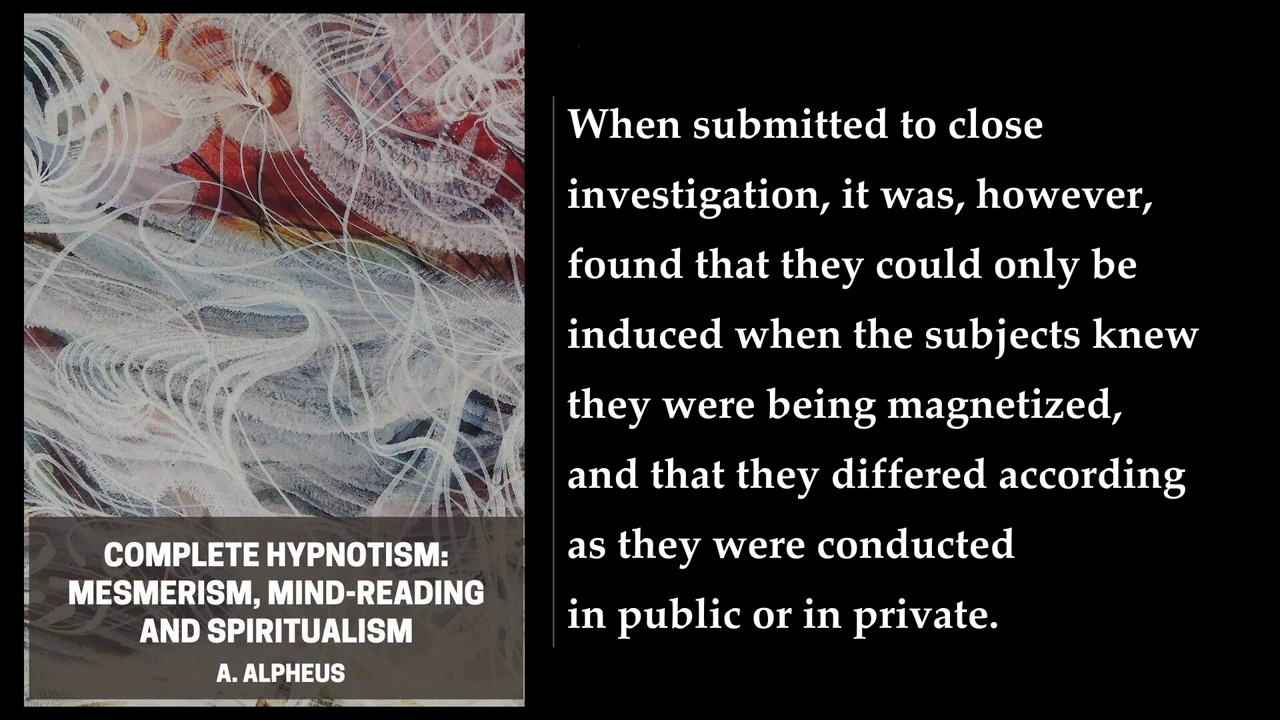 When submitted to close
investigation, it was, however,
found that they could only be
induced when the subjects knew
they were being magnetized,
and that they differed according
as they were conducted
in public or in private.
COMPLETE HYPNOTISM:
MESMERISM, MIND-READING
AND SPIRITUALISM
A. ALPHEUS